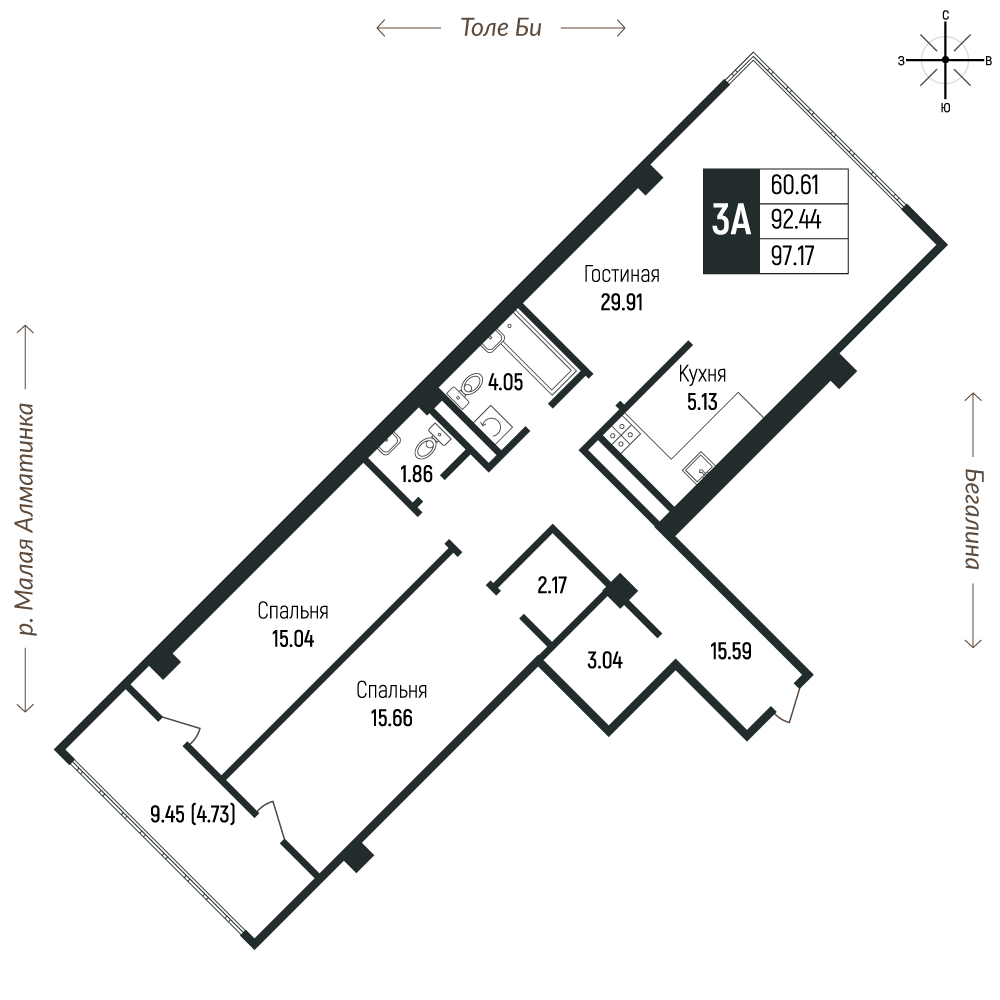 Толе Би
С
З
В
Ю
3А
60.61
92.44
97.17
Гостиная
29.91
Кухня
5.13
4.05
1.86
р. Малая Алматинка
Бегалина
2.17
Спальня
15.04
3.04
15.59
Спальня
15.66
9.45 (4.73)